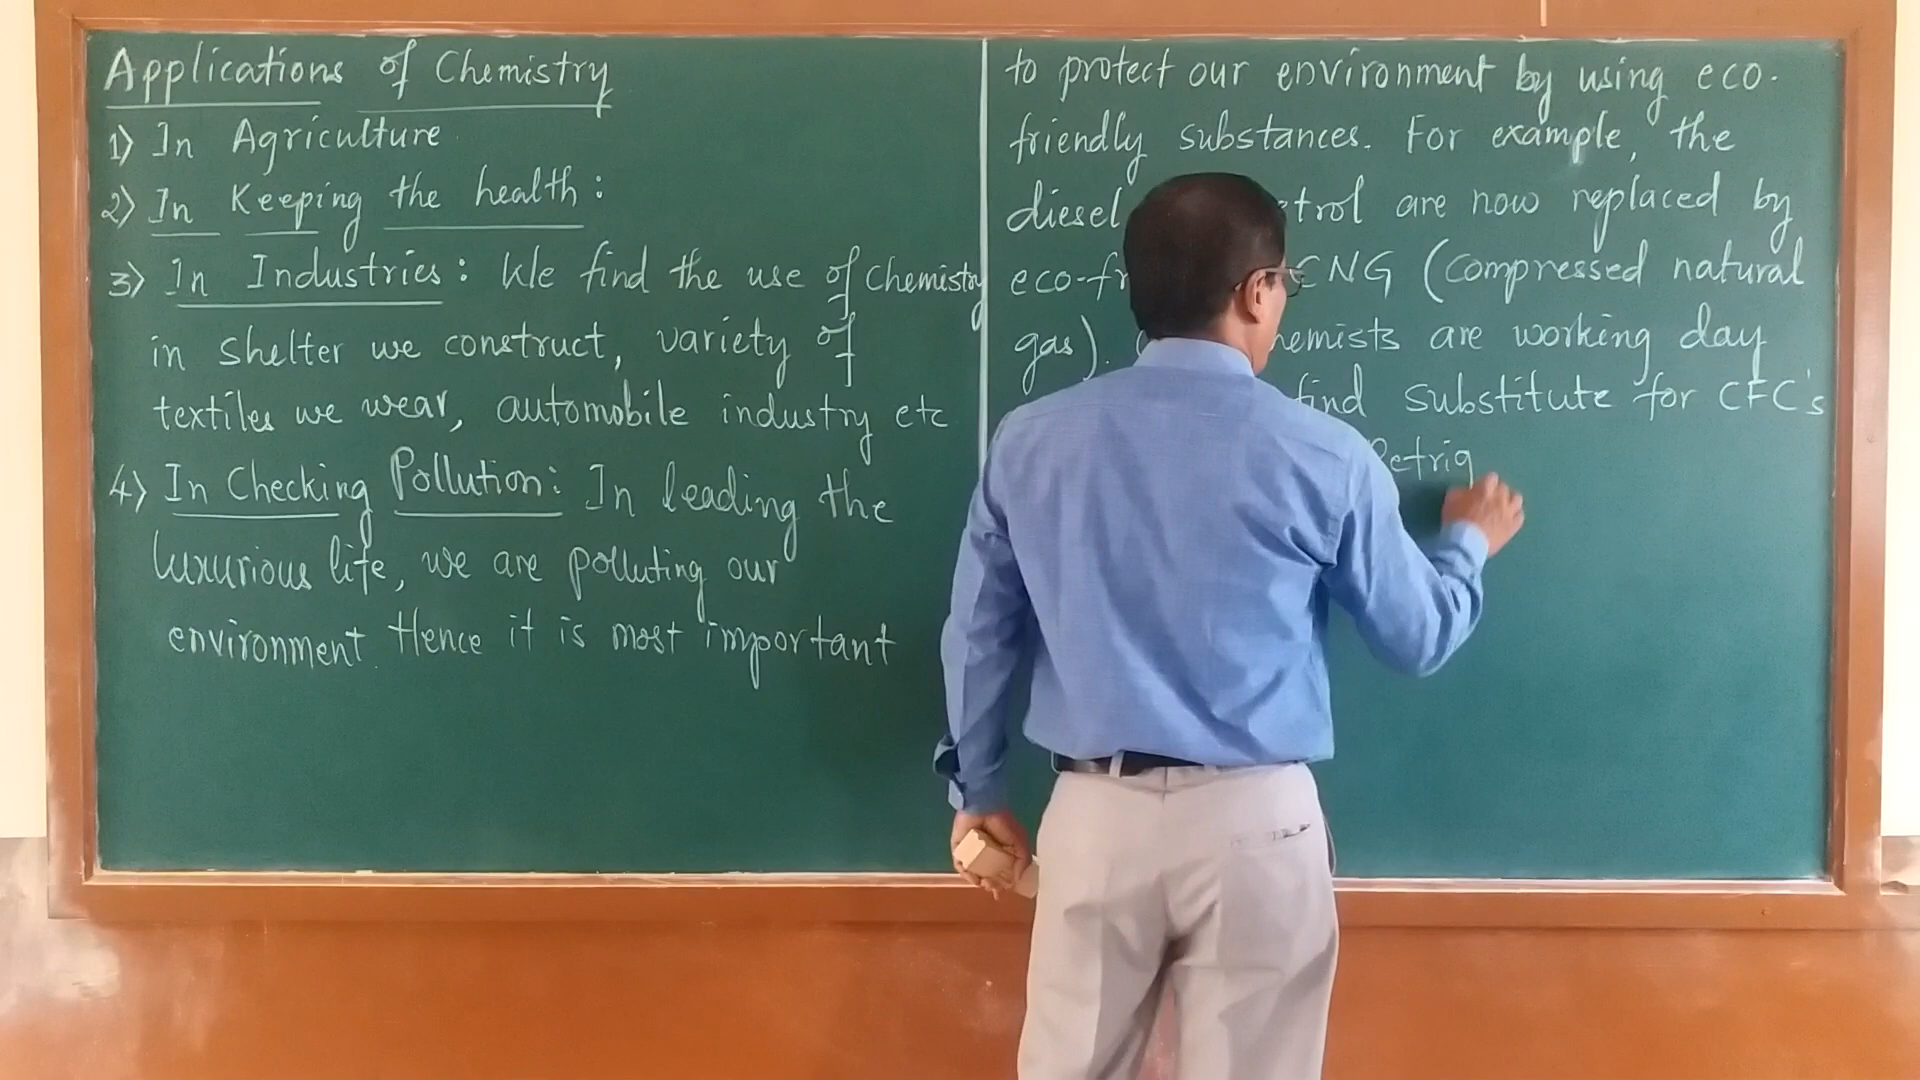 Applications of Chemistry
1) In Agriculture
2) In Keeping the health :
3) In Industries : We find the use of Chemistry
in shelter we construct, variety of
textiles we wear, automobile industry etc
4) In Checking Pollution : In leading the
luxurious life, we are polluting our
environment. Hence it is most important
to protect our environment by using eco-
friendly substances. For example, the
diesel are now replaced by
CNG (Compressed natural
gas). are working day
find substitute for CFC's